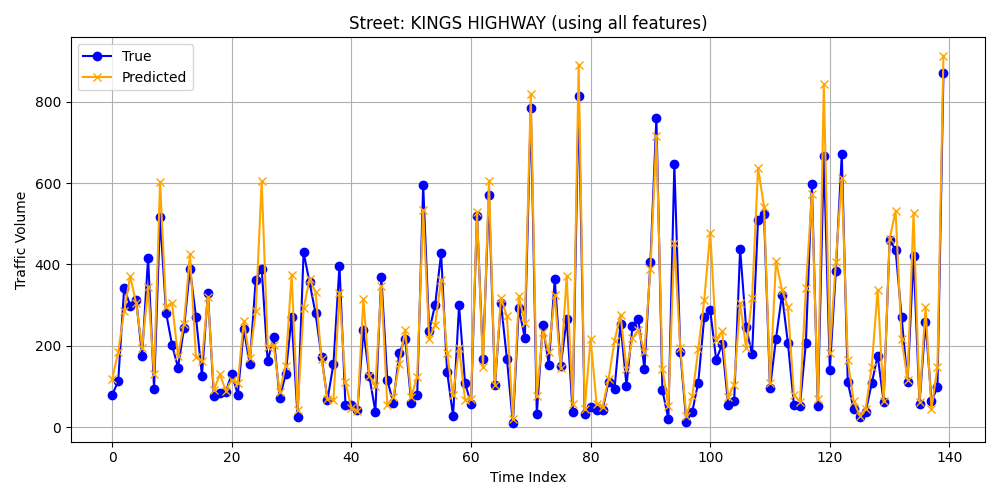 Street: KINGS HIGHWAY (using all features)
True
Predicted
Traffic Volume
800
600
400
200
0
0 20 40 60 80 100 120 140
Time Index